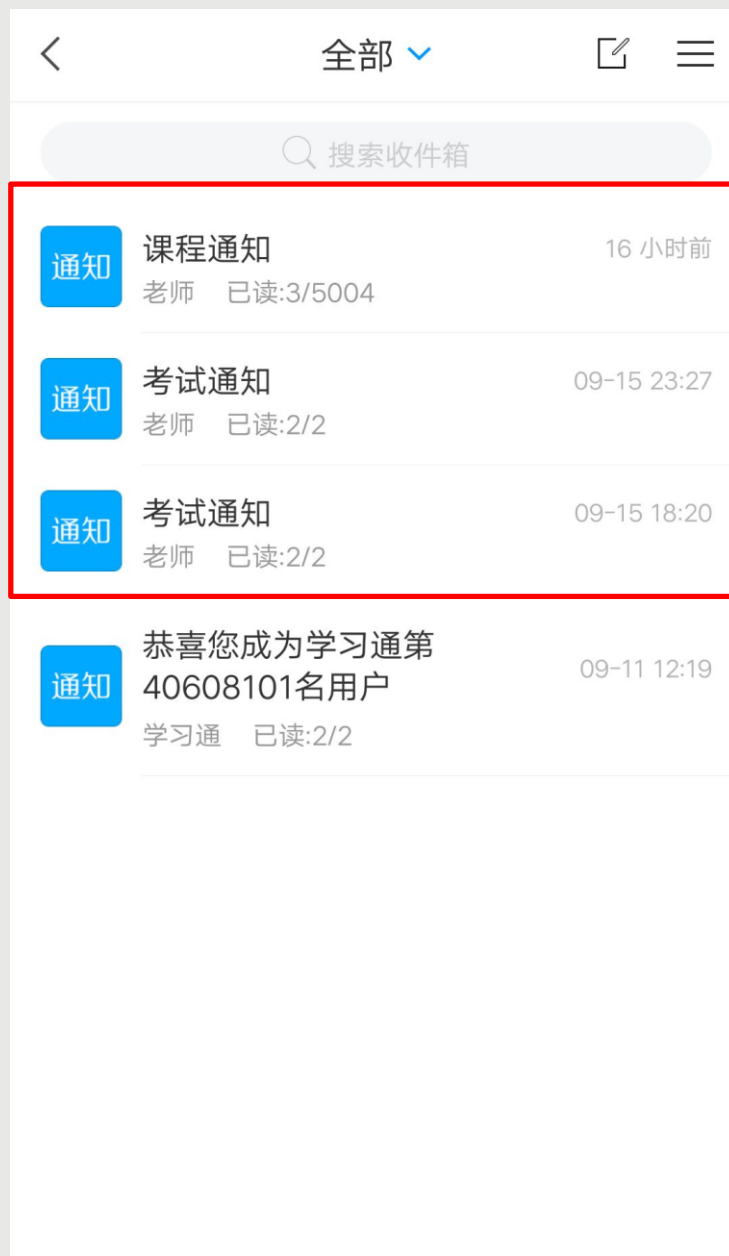 全部
搜索收件箱
通知
课程通知
16 小时前
老师 已读:3/5004
通知
考试通知
09-15 23:27
老师 已读:2/2
通知
考试通知
09-15 18:20
老师 已读:2/2
通知
恭喜您成为学习通第
40608101名用户
09-11 12:19
学习通 已读:2/2